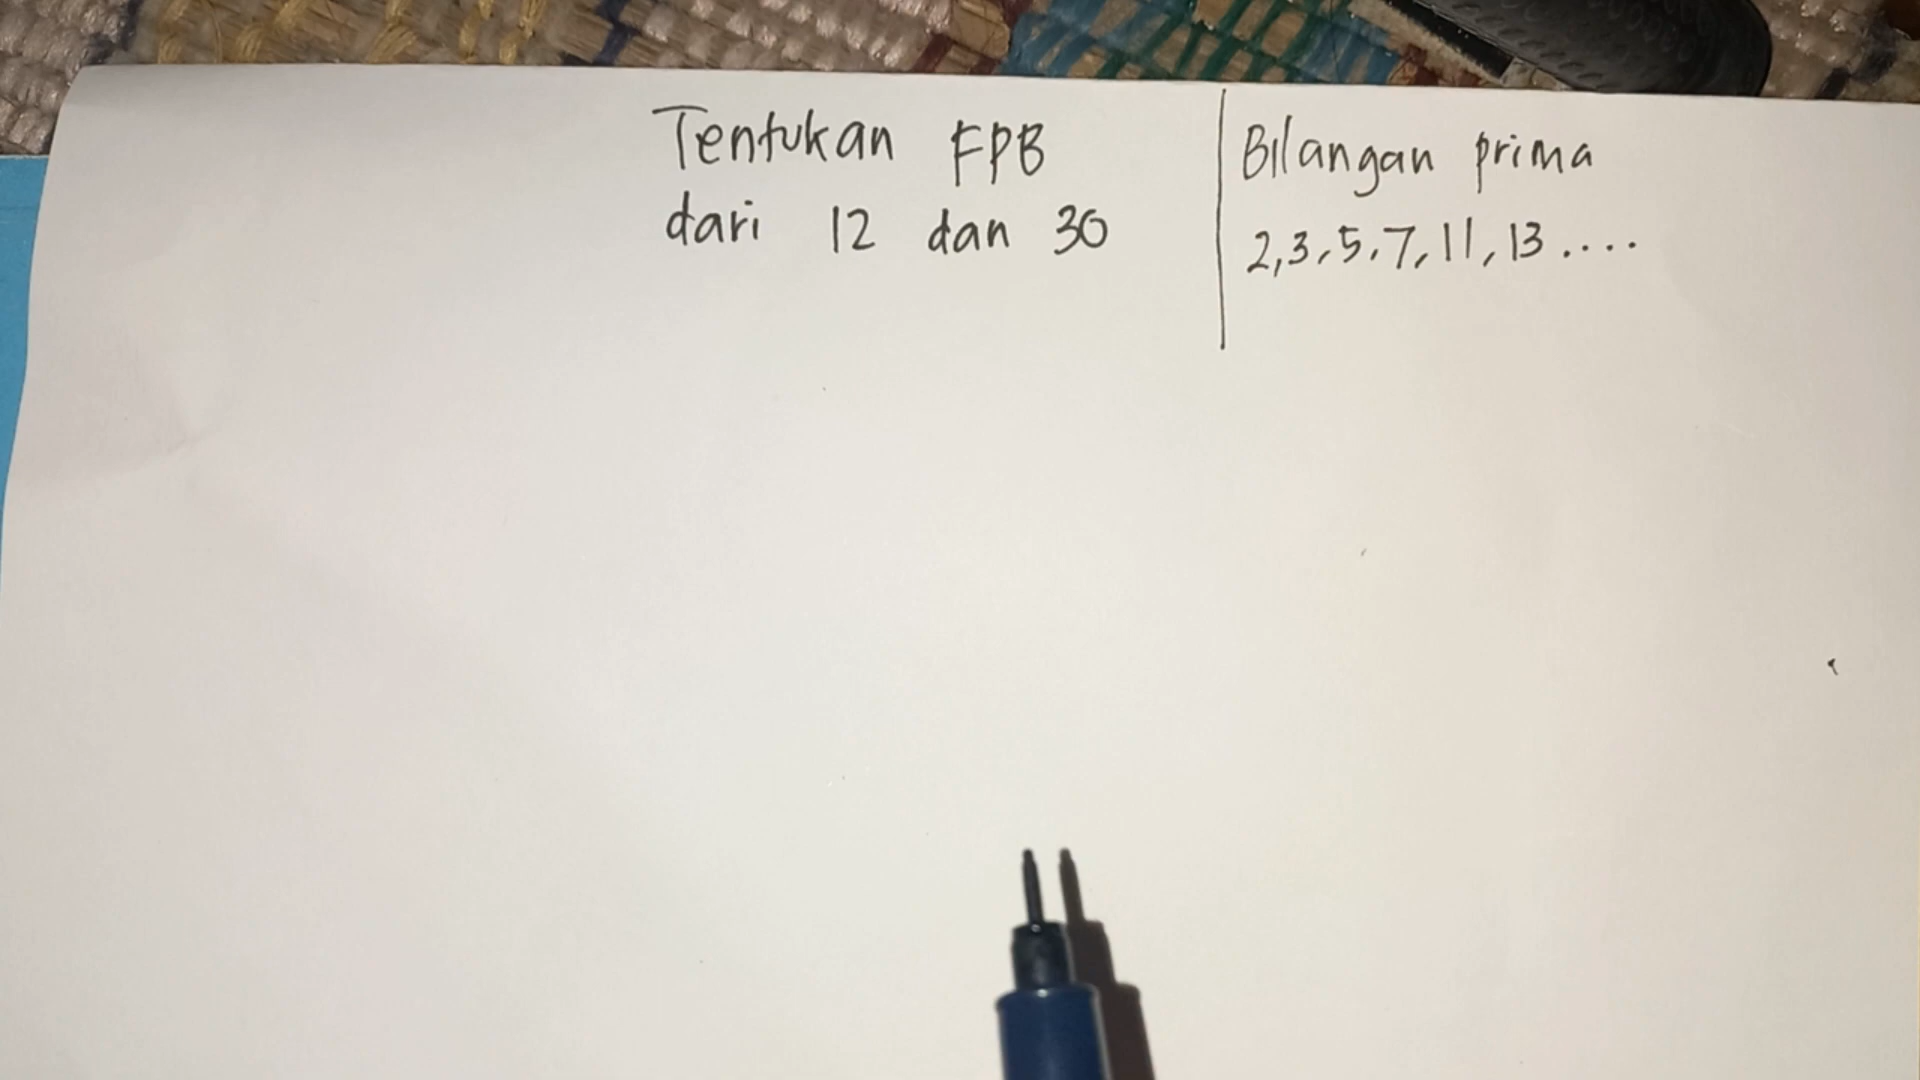 Tentukan FPB
dari 12 dan 30
Bilangan prima
2,3,5,7,11,13....